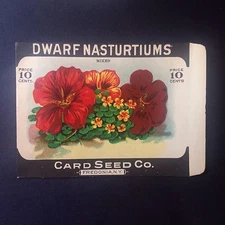 DWARF NASTURTIUMS
MIXED
PRICE
10
CENTS
PRICE
10
CENTS
CARD SEED CO.
FREDONIA, N.Y.